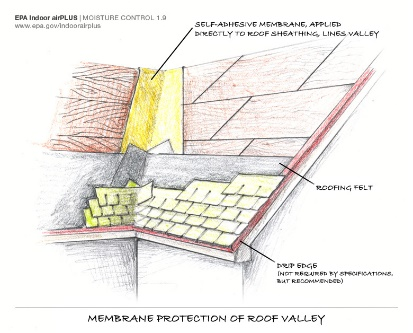 EPA Indoor airPLUS | MOISTURE CONTROL 1.9
www.epa.gov/indoorairplus
SELF-ADHESIVE MEMBRANE, APPLIED
DIRECTLY TO ROOF SHEATHING, LINES VALLEY
ROOFING FELT
DRIP EDGE
(NOT REQUIRED BY SPECIFICATIONS,
BUT RECOMMENDED)
MEMBRANE PROTECTION OF ROOF VALLEY